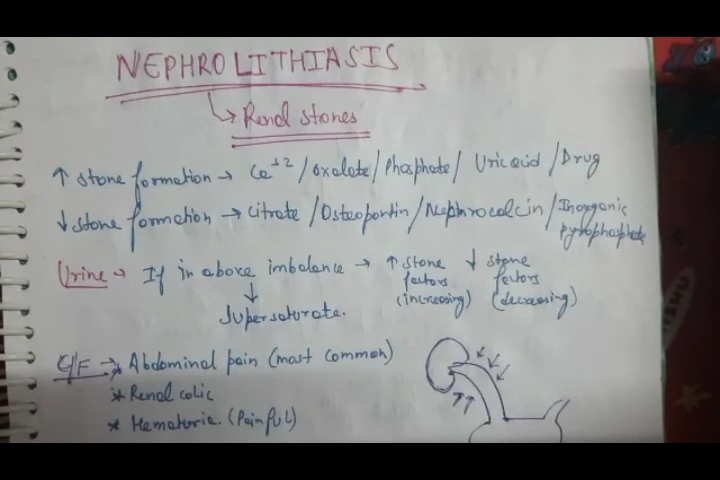 NEPHROLITHIASIS
↳ Renal stones
↑ stone formation → Ca+2 / oxalate / Phosphate / Uric acid / Drug
↓ stone formation → citrate / Osteopontin / Nephrocalcin / Inorganic pyrophosphate
Urine → If in above imbalance → ↑ stone factors (increasing) ↓ stone factors (decreasing)
↓
Supersaturate.
C/F → * Abdominal pain (most common)
* Renal colic
* Hematuria. (Painful)